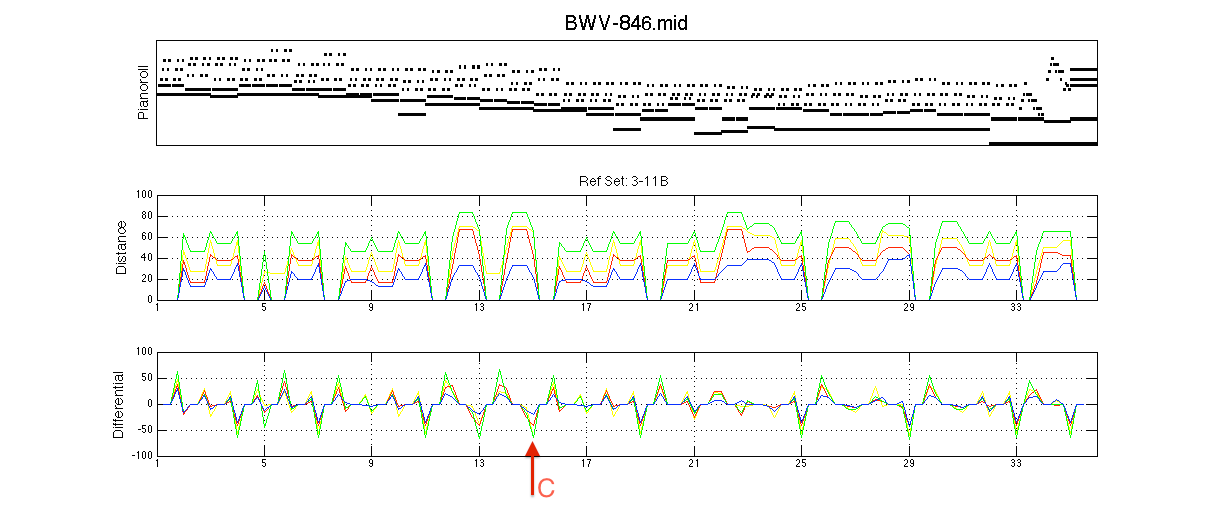 BWV-846.mid
Pianoroll
Ref Set: 3-11B
Distance
100
80
60
40
20
0
1 5 9 13 17 21 25 29 33
Differential
100
50
0
-50
-100
1 5 9 13 17 21 25 29 33
C